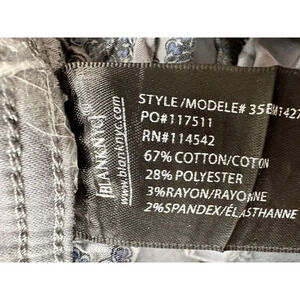 [BLANKNYC]®
www.blanknyc.com
STYLE/MODELE#
PO#117511
RN#114542
67% COTTON/COTON
28% POLYESTER
3%RAYON/RAYONNE
2%SPANDEX/ÉLASTHANNE